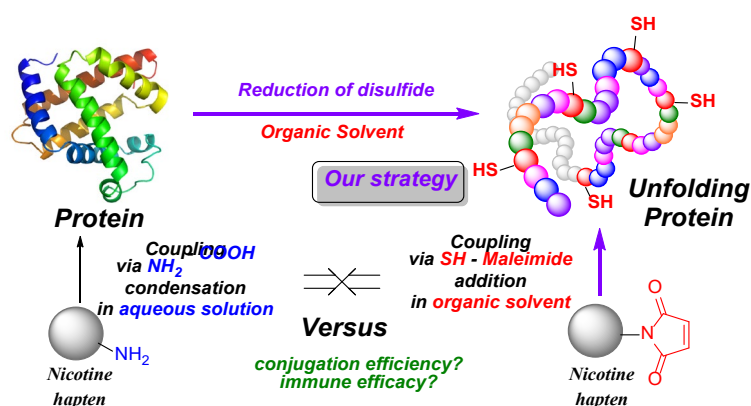 SH
HS
Reduction of disulfide
SH
Organic Solvent
Our strategy
HS
SH
Protein
Unfolding
Protein
Coupling
via NH2 - COOH
condensation
in aqueous solution
Coupling
via SH - Maleimide
addition
in organic solvent
Versus
NH2
O
N
O
conjugation efficiency?
immune efficacy?
Nicotine
hapten
Nicotine
hapten